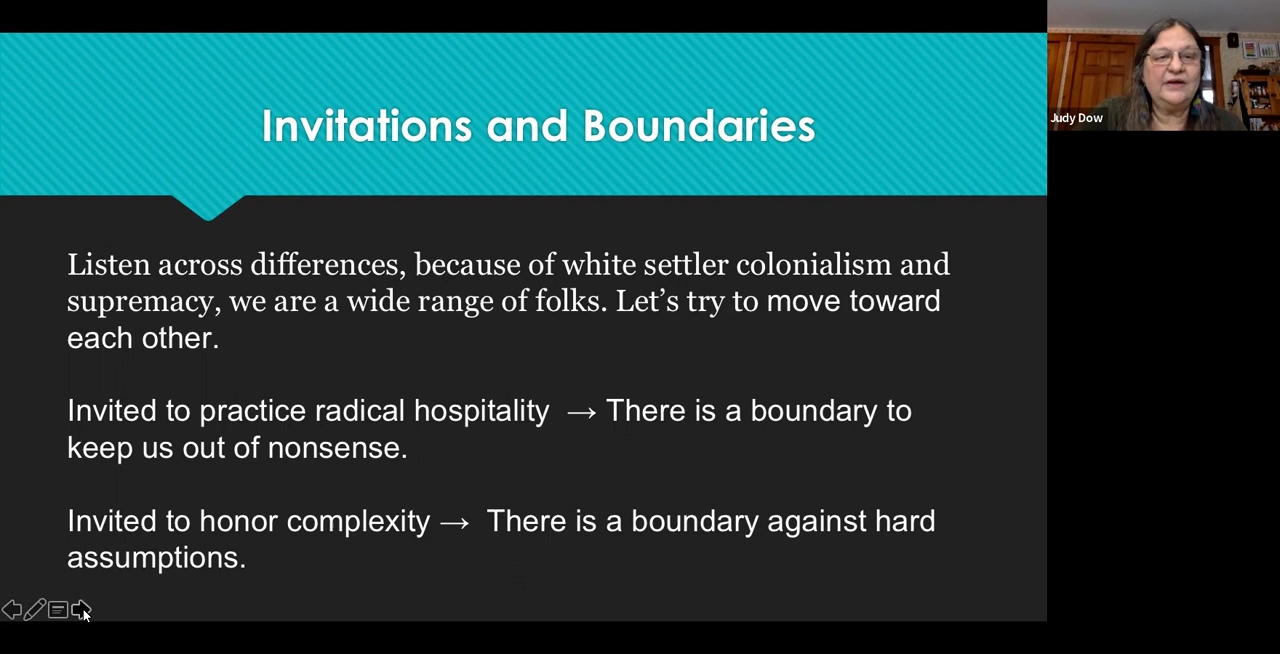 Invitations and Boundaries
Judy Dow
Listen across differences, because of white settler colonialism and
supremacy, we are a wide range of folks. Let’s try to move toward
each other.
Invited to practice radical hospitality → There is a boundary to
keep us out of nonsense.
Invited to honor complexity → There is a boundary against hard
assumptions.